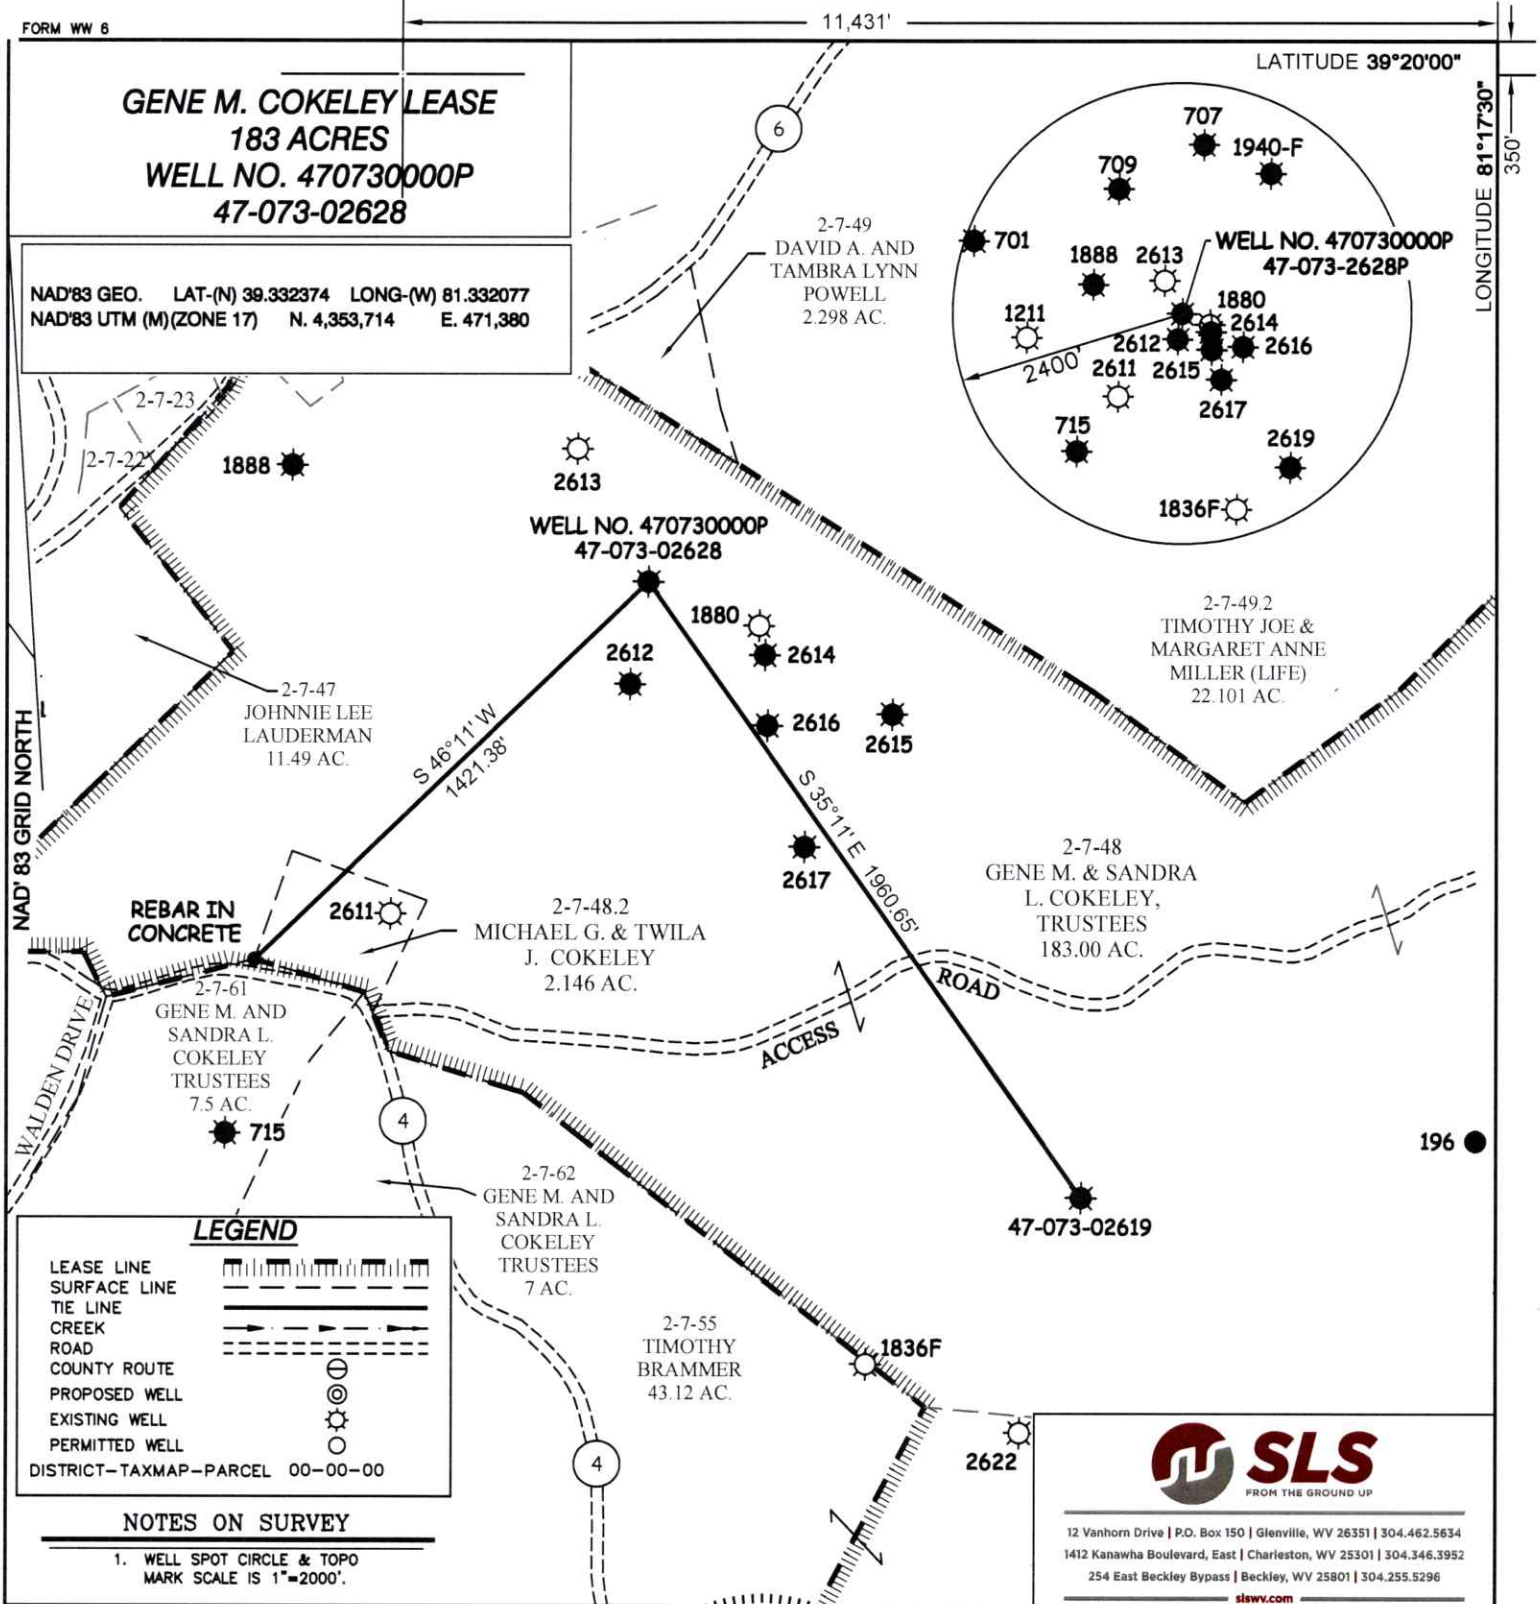 FORM WW 6
11,431'
LATITUDE 39°20'00"
LONGITUDE 81°17'30"
350'
GENE M. COKELEY LEASE
183 ACRES
WELL NO. 470730000P
47-073-02628
NAD'83 GEO. LAT-(N) 39.332374 LONG-(W) 81.332077
NAD'83 UTM (M)(ZONE 17) N. 4,353,714 E. 471,380
6
2-7-49
DAVID A. AND
TAMBRA LYNN
POWELL
2.298 AC.
707
1940-F
709
701
1888
2613
WELL NO. 470730000P
47-073-2628P
1880
1211
2614
2612
2616
2400'
2611
2615
2617
715
2619
1836F
2-7-23
2-7-22
1888
2613
WELL NO. 470730000P
47-073-02628
1880
2614
2612
2616
2615
2617
2-7-49.2
TIMOTHY JOE &
MARGARET ANNE
MILLER (LIFE)
22.101 AC.
2-7-47
JOHNNIE LEE
LAUDERMAN
11.49 AC.
NAD' 83 GRID NORTH
S 46°11' W
1421.38'
S 35°11' E 1960.65'
2-7-48
GENE M. & SANDRA
L. COKELEY,
TRUSTEES
183.00 AC.
REBAR IN
CONCRETE
2611
2-7-48.2
MICHAEL G. & TWILA
J. COKELEY
2.146 AC.
ACCESS
ROAD
WALDEN DRIVE
2-7-61
GENE M. AND
SANDRA L.
COKELEY
TRUSTEES
7.5 AC.
715
4
196
2-7-62
GENE M. AND
SANDRA L.
COKELEY
TRUSTEES
7 AC.
47-073-02619
2-7-55
TIMOTHY
BRAMMER
43.12 AC.
1836F
4
2622
LEGEND
LEASE LINE
SURFACE LINE
TIE LINE
CREEK
ROAD
COUNTY ROUTE
PROPOSED WELL
EXISTING WELL
PERMITTED WELL
DISTRICT-TAXMAP-PARCEL 00-00-00
NOTES ON SURVEY
1. WELL SPOT CIRCLE & TOPO
MARK SCALE IS 1"=2000'.
SLS
FROM THE GROUND UP
12 Vanhorn Drive | P.O. Box 150 | Glenville, WV 26351 | 304.462.5634
1412 Kanawha Boulevard, East | Charleston, WV 25301 | 304.346.3952
254 East Beckley Bypass | Beckley, WV 25801 | 304.255.5296
slswv.com